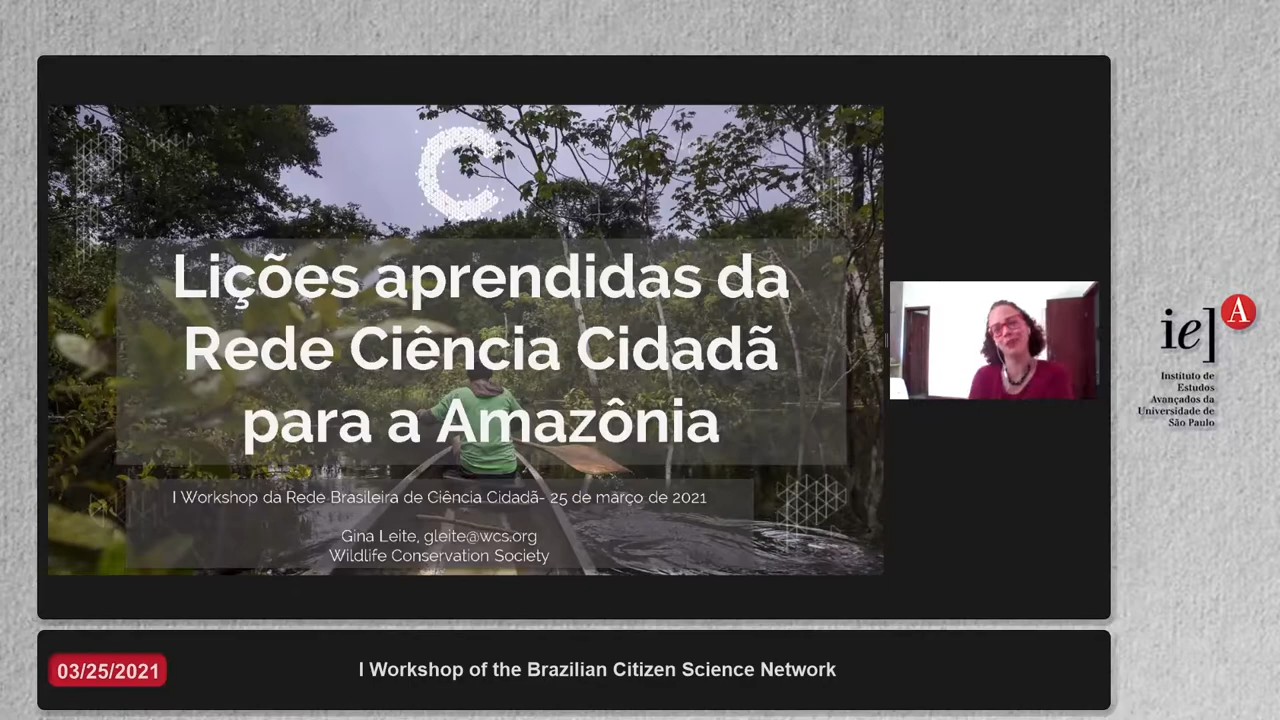 C
Lições aprendidas da
Rede Ciência Cidadã
para a Amazônia
I Workshop da Rede Brasileira de Ciência Cidadã- 25 de março de 2021
Gina Leite, gleite@wcs.org
Wildlife Conservation Society
ie]
A
Instituto de
Estudos
Avançados da
Universidade de
São Paulo
03/25/2021
I Workshop of the Brazilian Citizen Science Network